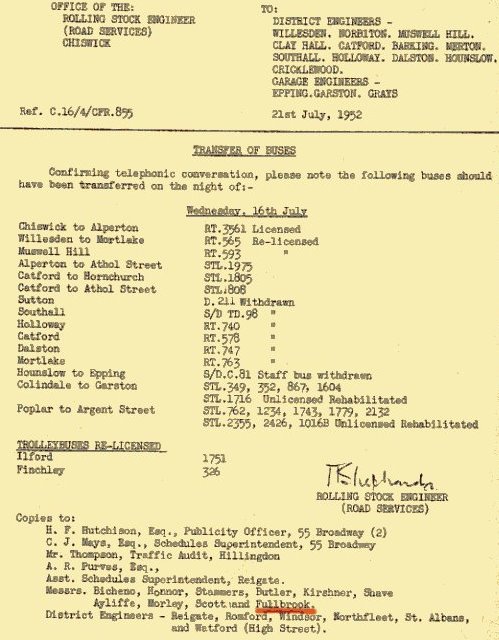 OFFICE OF THE:
ROLLING STOCK ENGINEER
(ROAD SERVICES)
CHISWICK
TO:
DISTRICT ENGINEERS -
WILLESDEN. NORBITON. MUSWELL HILL.
CLAY HALL. CATFORD. BARKING. MERTON.
SOUTHALL. HOLLOWAY. DALSTON. HOUNSLOW.
CRICKLEWOOD.
GARAGE ENGINEERS -
EPPING.GARSTON. GRAYS
Ref. C.16/4/CFR.855
21st July, 1952
TRANSFER OF BUSES
Confirming telephonic conversation, please note the following buses should
have been transferred on the night of:-
Wednesday, 16th July
Chiswick to Alperton RT.3561 Licensed
Willesden to Mortlake RT.565 Re-licensed
Muswell Hill RT.593 "
Alperton to Athol Street STL.1975
Catford to Hornchurch STL.1805
Catford to Athol Street STL.1808
Sutton D.211 Withdrawn
Southall S/D TD.98 "
Holloway RT.740 "
Catford RT.578 "
Dalston RT.747 "
Mortlake RT.763 "
Hounslow to Epping S/D.C.81 Staff bus withdrawn
Colindale to Garston STL.349, 352, 867, 1604
STL.1716 Unlicensed Rehabilitated
Poplar to Argent Street STL.762, 1234, 1743, 1779, 2132
STL.2355, 2426, 1016B Unlicensed Rehabilitated
TROLLEYBUSES RE-LICENSED
Ilford 1751
Finchley 326
ROLLING STOCK ENGINEER
(ROAD SERVICES)
Copies to:
H. F. Hutchison, Esq., Publicity Officer, 55 Broadway (2)
C. J. Mays, Esq., Schedules Superintendent, 55 Broadway
Mr. Thompson, Traffic Audit, Hillingdon
A. R. Purves, Esq.,
Asst. Schedules Superintendent, Reigate.
Messrs. Bicheno, Honnor, Stammers, Butler, Kirshner, Shave
Ayliffe, Morley, Scott and Fullbrook.
District Engineers - Reigate, Romford, Windsor, Northfleet, St. Albans,
and Watford (High Street).